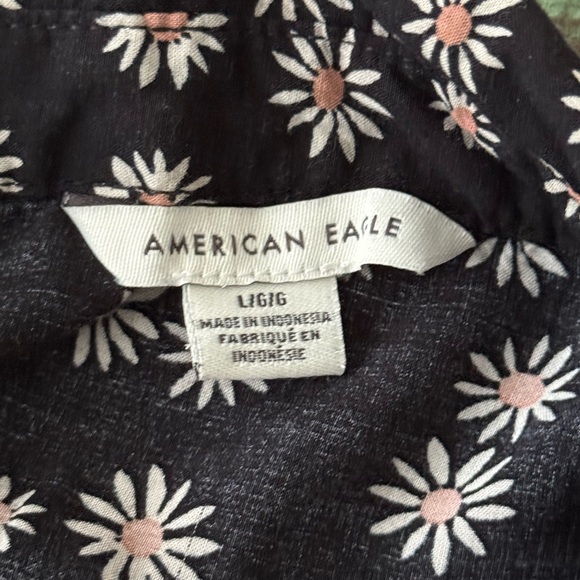 AMERICAN EAGLE
L/G/G
MADE IN INDONESIA
FABRIQUÉ EN
INDONÉSIE